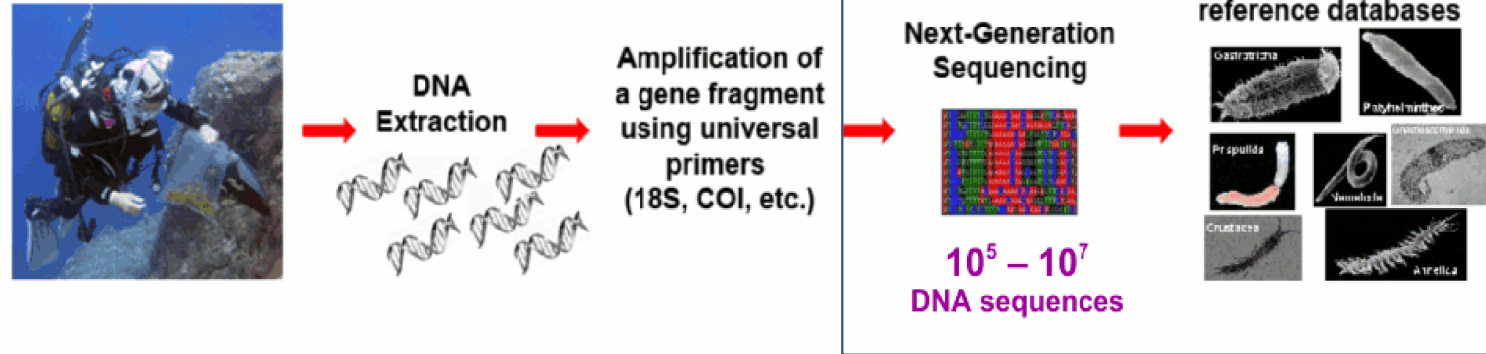 DNA
Extraction
Amplification of
a gene fragment
using universal
primers
(18S, COI, etc.)
Next-Generation
Sequencing
10⁵ – 10⁷
DNA sequences
reference databases
Gastrotricha
Platyhelminthes
Priapulida
Nematoda
Crustacea
Annelida